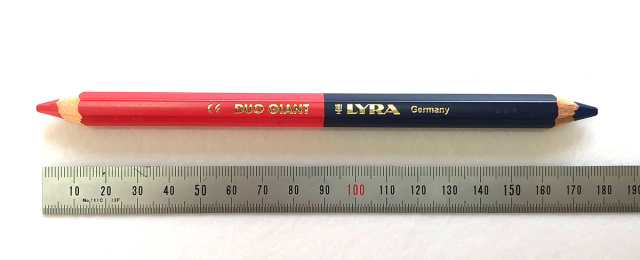 CE DUO GIANT LYRA Germany
10 20 30 40 50 60 70 80 90 100 110 120 130 140 150 160 170 180 190